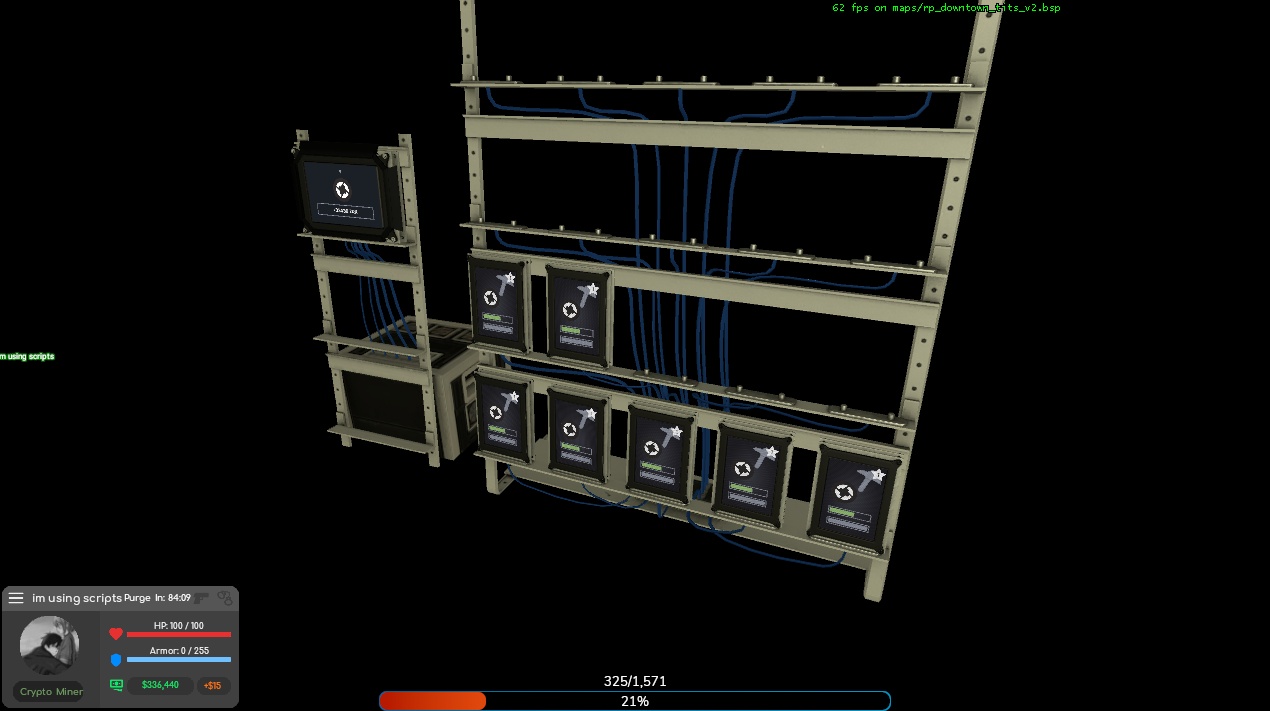 62 fps on maps/rp_downtown_tits_v2.bsp
m using scripts
im using scripts Purge In: 84:09
HP: 100 / 100
Armor: 0 / 255
$336,440 +$15
Crypto Miner
325/1,571
21%